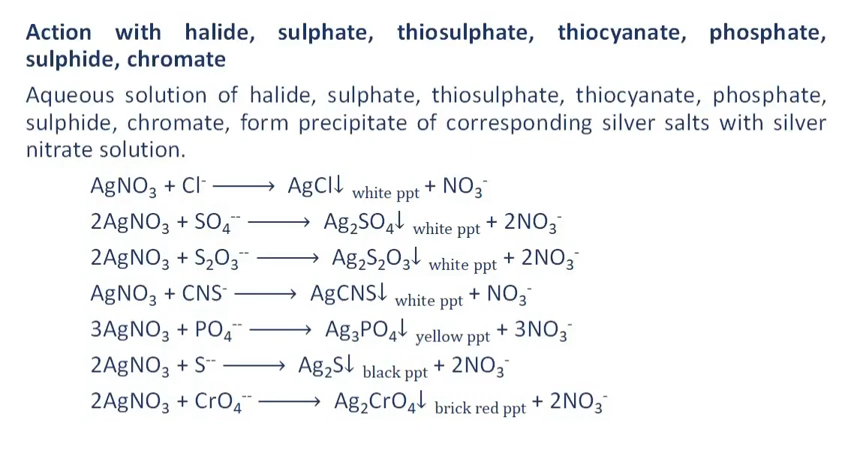 Action with halide, sulphate, thiosulphate, thiocyanate, phosphate,
sulphide, chromate
Aqueous solution of halide, sulphate, thiosulphate, thiocyanate, phosphate,
sulphide, chromate, form precipitate of corresponding silver salts with silver
nitrate solution.
AgNO₃ + Cl⁻ ⟶ AgCl↓ white ppt + NO₃⁻
2AgNO₃ + SO₄⁻⁻ ⟶ Ag₂SO₄↓ white ppt + 2NO₃⁻
2AgNO₃ + S₂O₃⁻⁻ ⟶ Ag₂S₂O₃↓ white ppt + 2NO₃⁻
AgNO₃ + CNS⁻ ⟶ AgCNS↓ white ppt + NO₃⁻
3AgNO₃ + PO₄⁻⁻ ⟶ Ag₃PO₄↓ yellow ppt + 3NO₃⁻
2AgNO₃ + S⁻⁻ ⟶ Ag₂S↓ black ppt + 2NO₃⁻
2AgNO₃ + CrO₄⁻⁻ ⟶ Ag₂CrO₄↓ brick red ppt + 2NO₃⁻